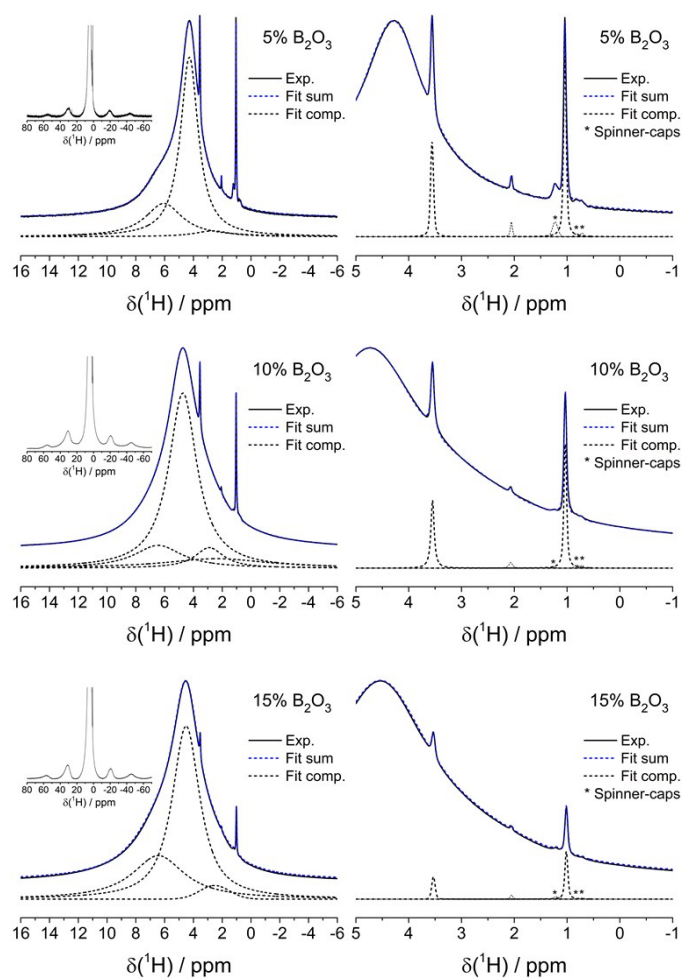 5% B₂O₃
Exp.
Fit sum
Fit comp.
80 60 40 20 0 -20 -40 -60
δ(¹H) / ppm
16 14 12 10 8 6 4 2 0 -2 -4 -6
δ(¹H) / ppm
5% B₂O₃
Exp.
Fit sum
Fit comp.
* Spinner-caps
*
**
5 4 3 2 1 0 -1
δ(¹H) / ppm
10% B₂O₃
Exp.
Fit sum
Fit comp.
80 60 40 20 0 -20 -40 -60
δ(¹H) / ppm
16 14 12 10 8 6 4 2 0 -2 -4 -6
δ(¹H) / ppm
10% B₂O₃
Exp.
Fit sum
Fit comp.
* Spinner-caps
*
**
5 4 3 2 1 0 -1
δ(¹H) / ppm
15% B₂O₃
Exp.
Fit sum
Fit comp.
80 60 40 20 0 -20 -40 -60
δ(¹H) / ppm
16 14 12 10 8 6 4 2 0 -2 -4 -6
δ(¹H) / ppm
15% B₂O₃
Exp.
Fit sum
Fit comp.
* Spinner-caps
*
**
5 4 3 2 1 0 -1
δ(¹H) / ppm